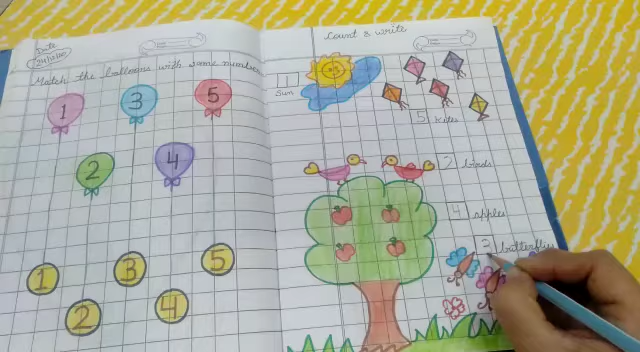 Date
Match the balloons with same number
1
3
5
2
4
1
3
5
2
4
Count & write
1
Sun
5 kites
2 birds
4 apples
3 butterflies